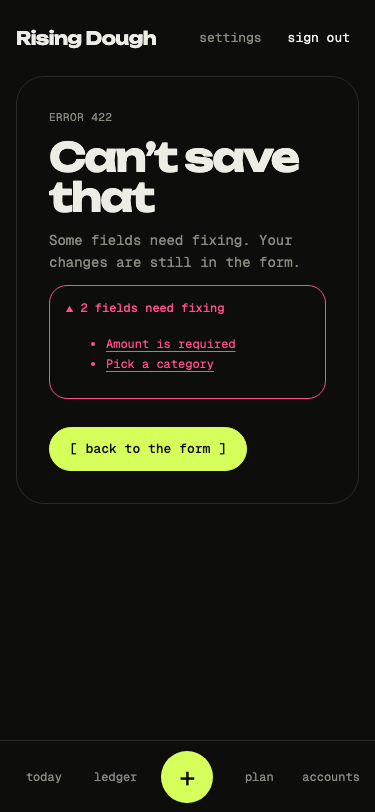 Rising Dough
settings
sign out
ERROR 422
Can’t save
that
Some fields need fixing. Your
changes are still in the form.
▲ 2 fields need fixing
• Amount is required
• Pick a category
[ back to the form ]
today
ledger
+
plan
accounts